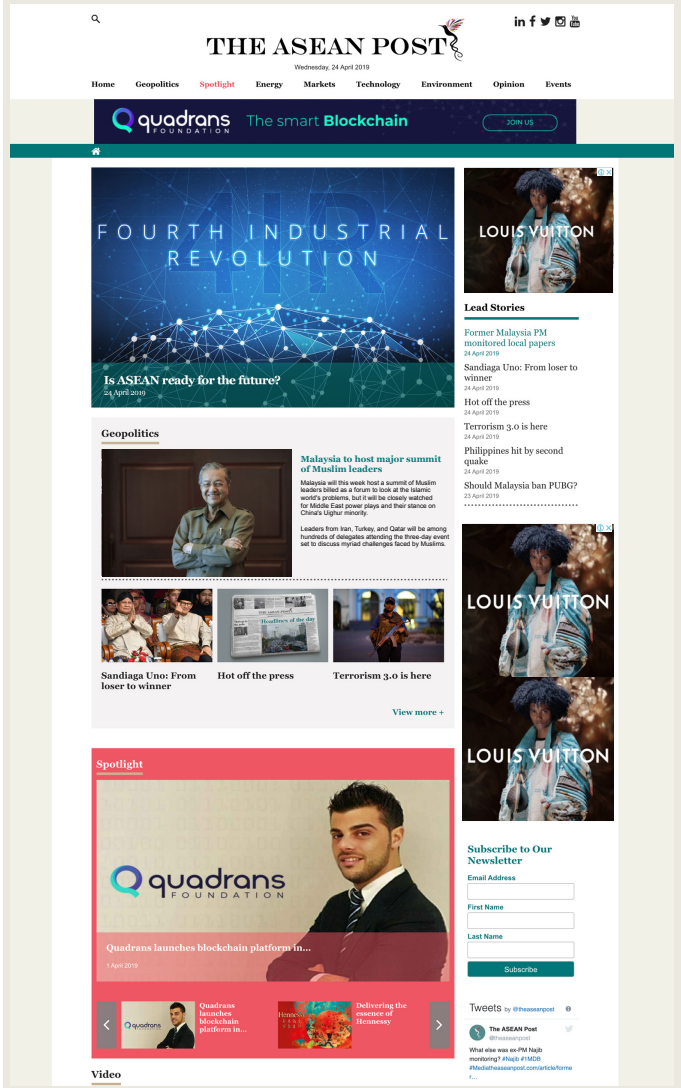 THE ASEAN POST
Wednesday, 24 April 2019
Home Geopolitics Spotlight Energy Markets Technology Environment Opinion Events
quadrans
FOUNDATION
The smart Blockchain
JOIN US
4IR
FOURTH INDUSTRIAL
REVOLUTION
Is ASEAN ready for the future?
24 April 2019
LOUIS VUITTON
Lead Stories
Former Malaysia PM
monitored local papers
24 April 2019
Sandiaga Uno: From loser to
winner
24 April 2019
Hot off the press
24 April 2019
Terrorism 3.0 is here
24 April 2019
Philippines hit by second
quake
24 April 2019
Should Malaysia ban PUBG?
23 April 2019
Geopolitics
Malaysia to host major summit
of Muslim leaders
Malaysia will this week host a summit of Muslim
leaders billed as a forum to look at the Islamic
world's problems, but it will be closely watched
for Middle East power plays and their stance on
China's Uighur minority.
Leaders from Iran, Turkey, and Qatar will be among
hundreds of delegates attending the three-day event
set to discuss myriad challenges faced by Muslims.
THE ASEAN POST
Headlines of the day
Sandiaga Uno: From
loser to winner
Hot off the press
Terrorism 3.0 is here
View more +
LOUIS VUITTON
LOUIS VUITTON
Spotlight
quadrans
FOUNDATION
Quadrans launches blockchain platform in...
1 April 2019
quadrans
Quadrans
launches
blockchain
platform in...
Hennessy
Delivering the
essence of
Hennessy
Video
Subscribe to Our
Newsletter
Email Address
First Name
Last Name
Subscribe
Tweets by @theaseanpost
The ASEAN Post
@theaseanpost
What else was ex-PM Najib
monitoring? #Najib #1MDB
#Mediatheaseanpost.com/article/forme
r...